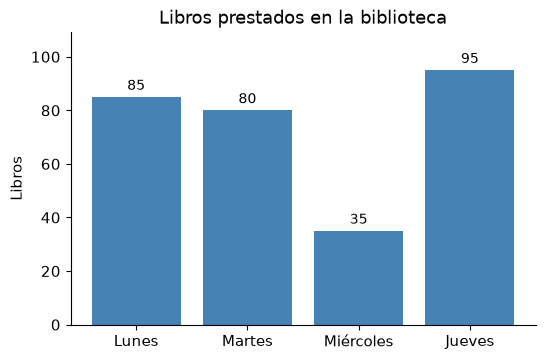 Libros prestados en la biblioteca
Libros
100
80
60
40
20
0
85
80
35
95
Lunes
Martes
Miércoles
Jueves